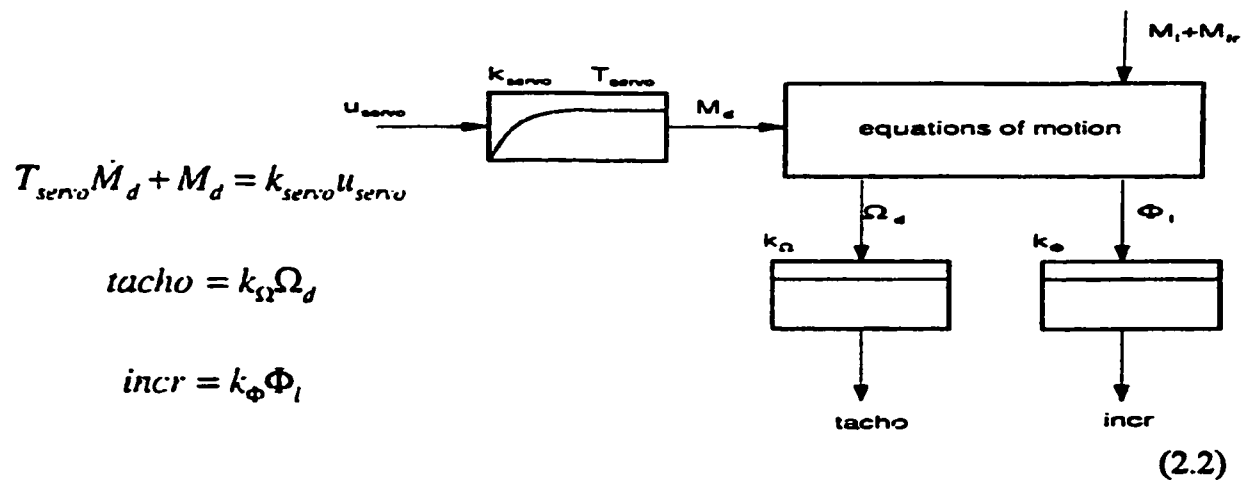 M_l+M_fr
k_servo T_servo
u_servo
M_d
equations of motion
T_servo Ṁ_d + M_d = k_servo u_servo
Ω_d
Φ_l
k_Ω
k_Φ
tacho = k_Ω Ω_d
incr = k_Φ Φ_l
tacho
incr
(2.2)